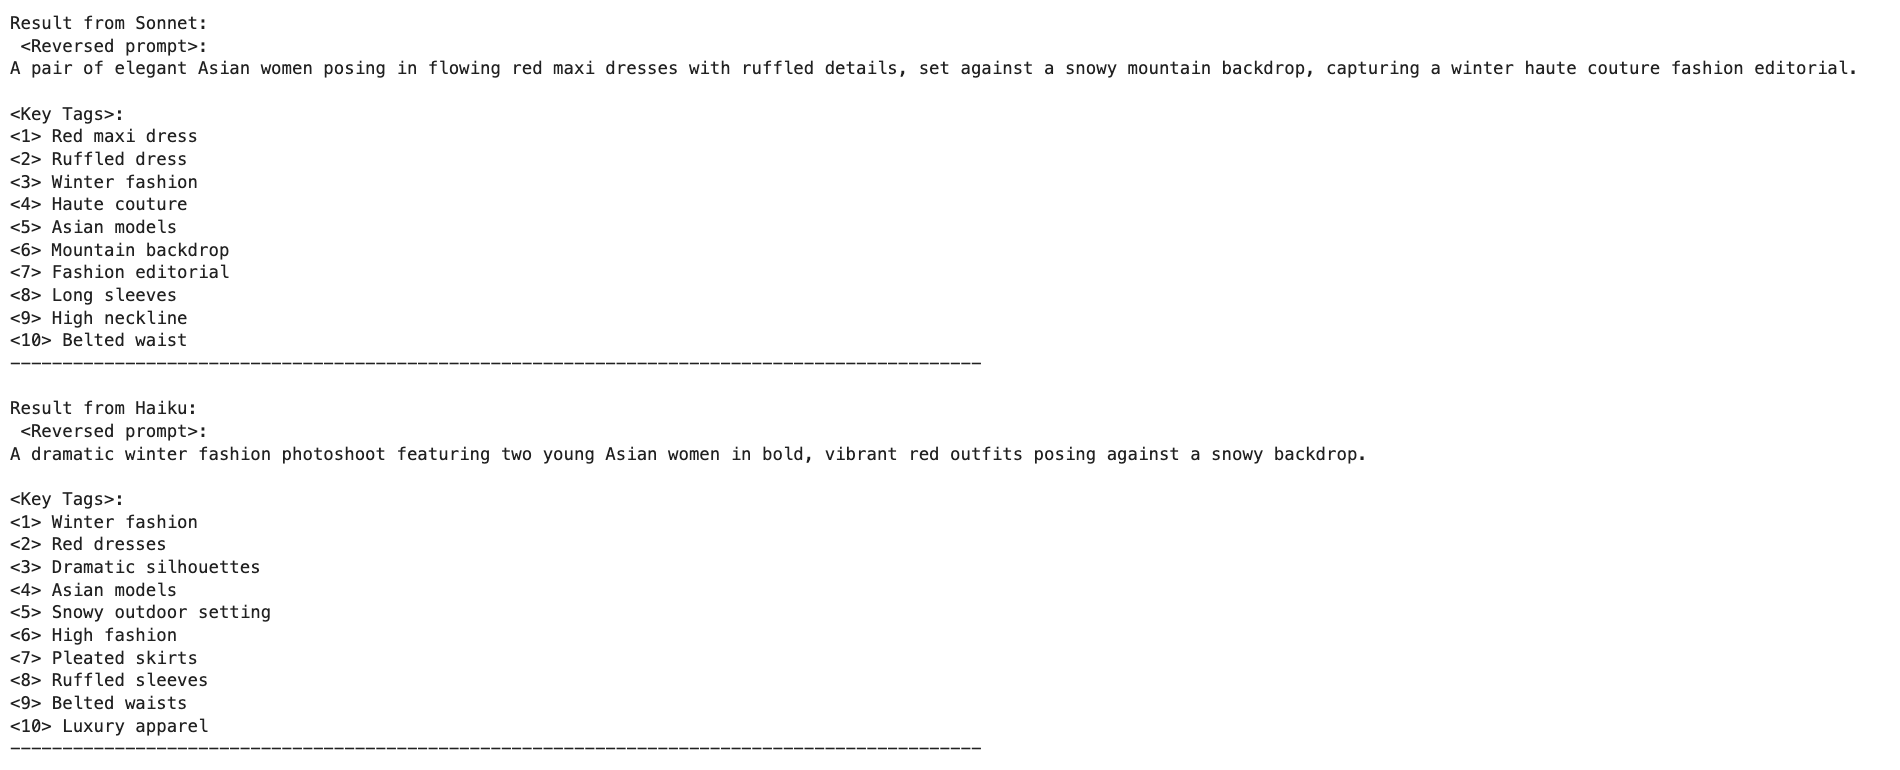 Result from Sonnet:
<Reversed prompt>:
A pair of elegant Asian women posing in flowing red maxi dresses with ruffled details, set against a snowy mountain backdrop, capturing a winter haute couture fashion editorial.
<Key Tags>:
<1> Red maxi dress
<2> Ruffled dress
<3> Winter fashion
<4> Haute couture
<5> Asian models
<6> Mountain backdrop
<7> Fashion editorial
<8> Long sleeves
<9> High neckline
<10> Belted waist
---------------------------------------------------------------------------------------------
Result from Haiku:
<Reversed prompt>:
A dramatic winter fashion photoshoot featuring two young Asian women in bold, vibrant red outfits posing against a snowy backdrop.
<Key Tags>:
<1> Winter fashion
<2> Red dresses
<3> Dramatic silhouettes
<4> Asian models
<5> Snowy outdoor setting
<6> High fashion
<7> Pleated skirts
<8> Ruffled sleeves
<9> Belted waists
<10> Luxury apparel
---------------------------------------------------------------------------------------------